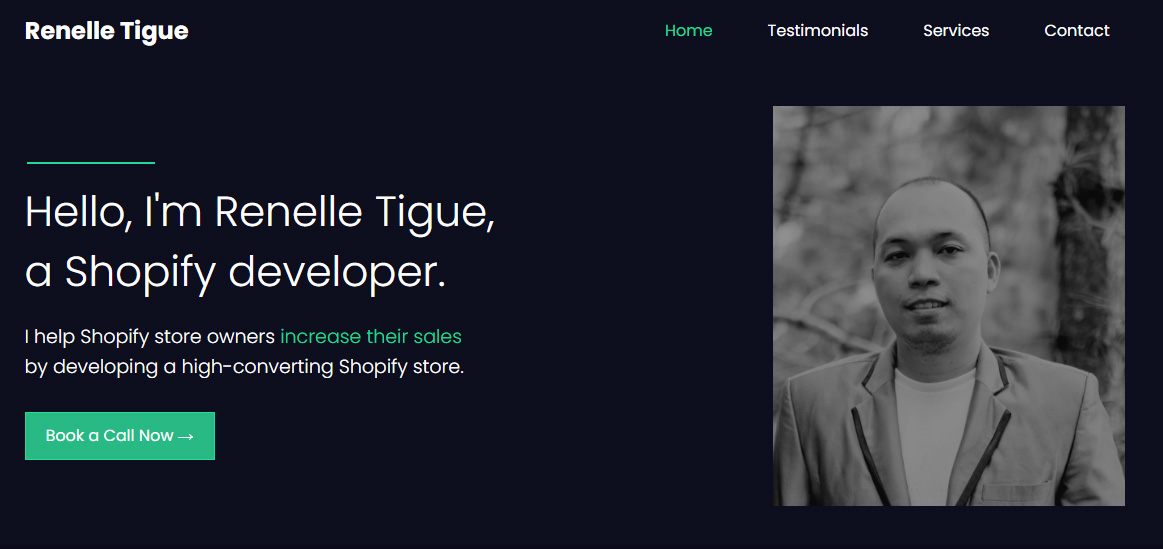 Renelle Tigue
Home
Testimonials
Services
Contact
Hello, I'm Renelle Tigue,
a Shopify developer.
I help Shopify store owners increase their sales
by developing a high-converting Shopify store.
Book a Call Now →